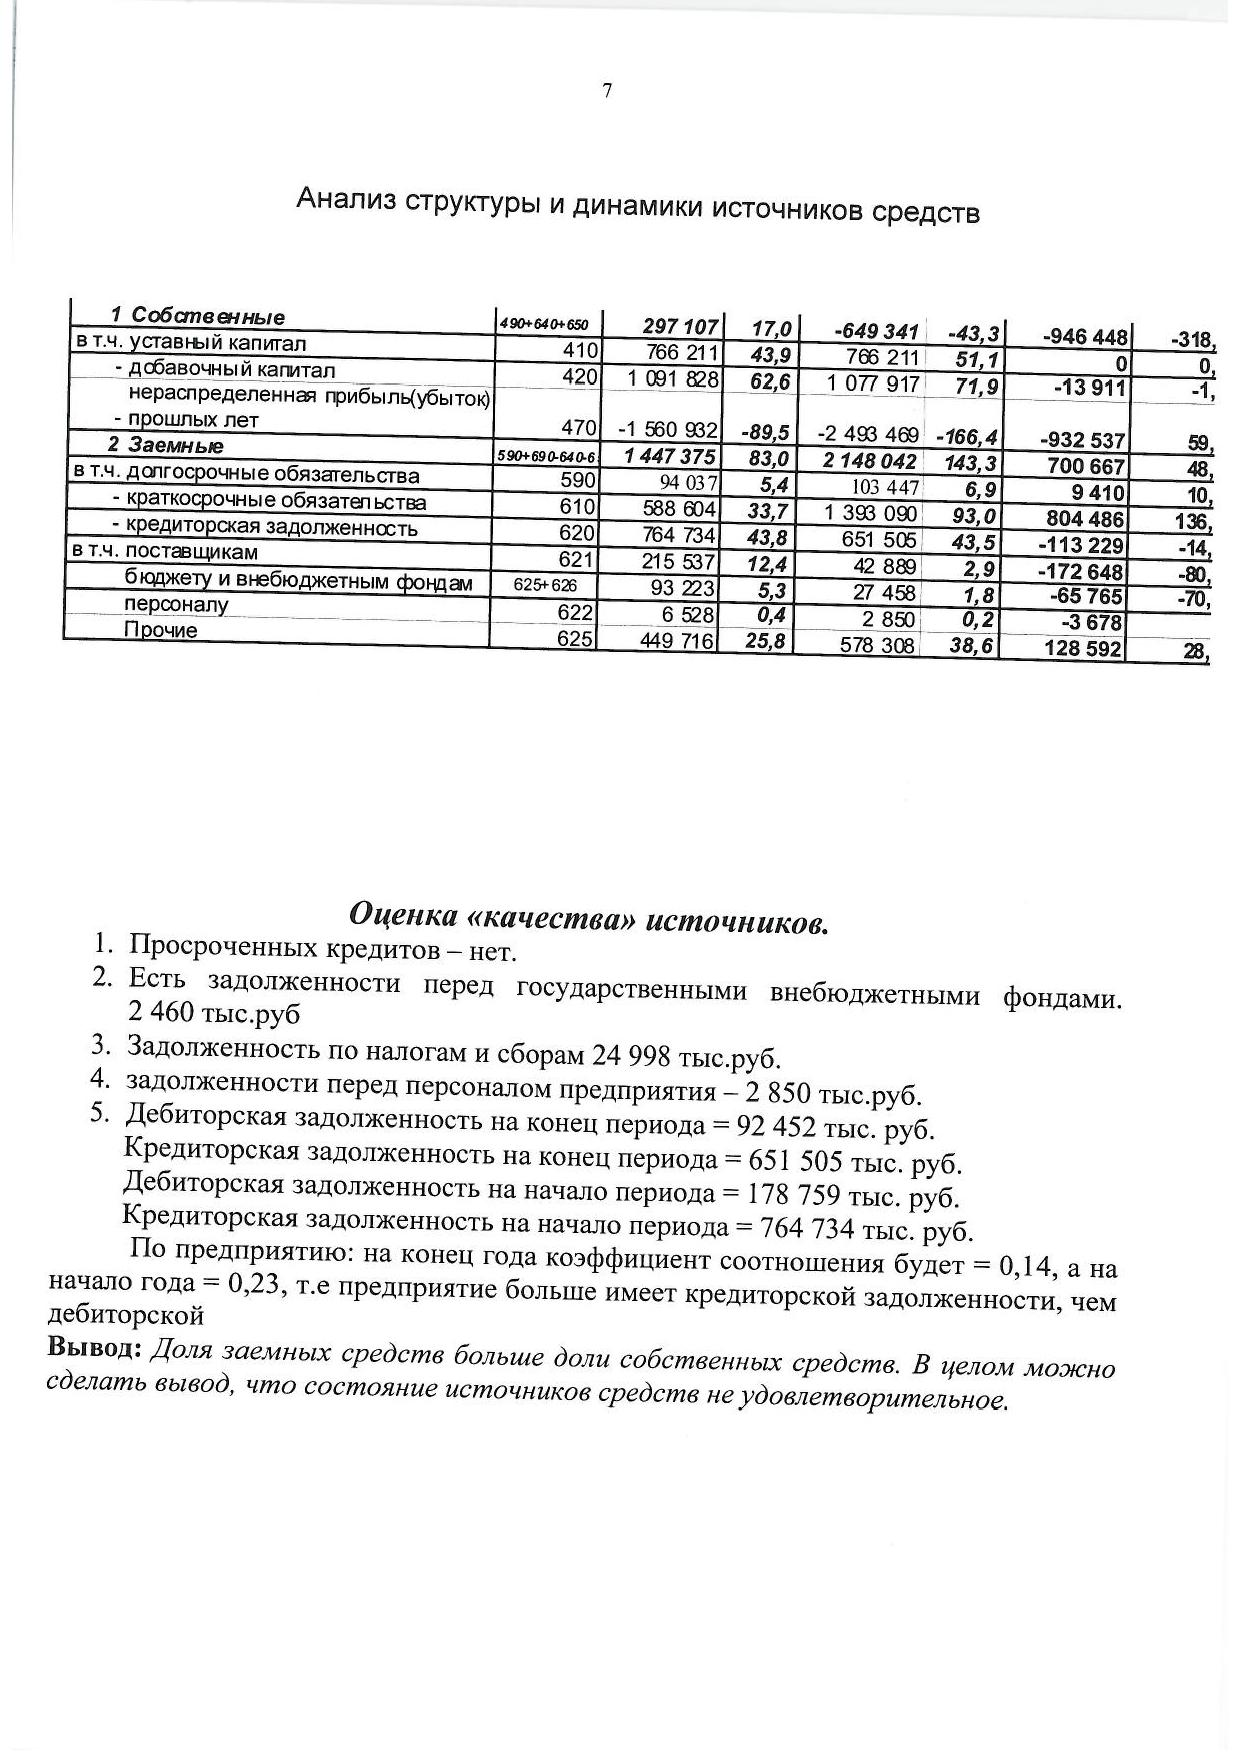 7
Анализ структуры и динамики источников средств
1 Собственные 490+640+650 297 107 17,0 -649 341 -43,3 -946 448 -318,
в т.ч. уставный капитал 410 766 211 43,9 766 211 51,1 0 0,
- добавочный капитал 420 1 091 828 62,6 1 077 917 71,9 -13 911 -1,
нераспределенная прибыль(убыток)
- прошлых лет 470 -1 560 932 -89,5 -2 493 469 -166,4 -932 537 59,
2 Заемные 590+690-640-6 1 447 375 83,0 2 148 042 143,3 700 667 48,
в т.ч. долгосрочные обязательства 590 94 037 5,4 103 447 6,9 9 410 10,
- краткосрочные обязательства 610 588 604 33,7 1 393 090 93,0 804 486 136,
- кредиторская задолженность 620 764 734 43,8 651 505 43,5 -113 229 -14,
в т.ч. поставщикам 621 215 537 12,4 42 889 2,9 -172 648 -80,
бюджету и внебюджетным фондам 625+626 93 223 5,3 27 458 1,8 -65 765 -70,
персоналу 622 6 528 0,4 2 850 0,2 -3 678
Прочие 625 449 716 25,8 578 308 38,6 128 592 28,
Оценка «качества» источников.
1. Просроченных кредитов – нет.
2. Есть задолженности перед государственными внебюджетными фондами.
2 460 тыс.руб
3. Задолженность по налогам и сборам 24 998 тыс.руб.
4. задолженности перед персоналом предприятия – 2 850 тыс.руб.
5. Дебиторская задолженность на конец периода = 92 452 тыс. руб.
Кредиторская задолженность на конец периода = 651 505 тыс. руб.
Дебиторская задолженность на начало периода = 178 759 тыс. руб.
Кредиторская задолженность на начало периода = 764 734 тыс. руб.
По предприятию: на конец года коэффициент соотношения будет = 0,14, а на
начало года = 0,23, т.е предприятие больше имеет кредиторской задолженности, чем
дебиторской
Вывод: Доля заемных средств больше доли собственных средств. В целом можно
сделать вывод, что состояние источников средств не удовлетворительное.